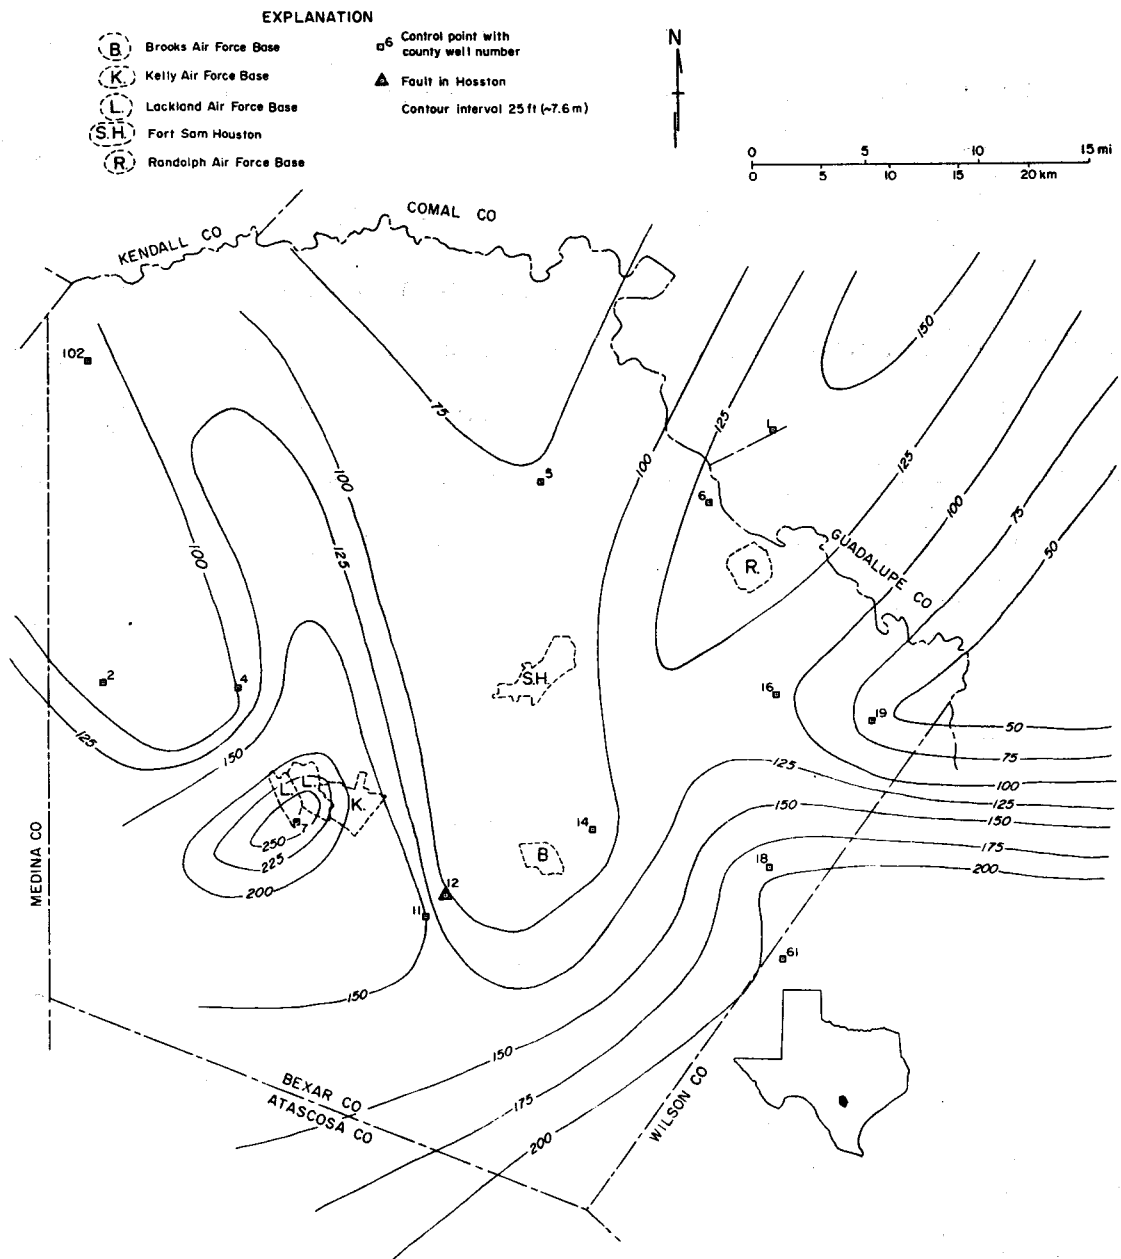 EXPLANATION
B Brooks Air Force Base
K. Kelly Air Force Base
L. Lackland Air Force Base
S.H. Fort Sam Houston
R. Randolph Air Force Base
6 Control point with
county well number
Fault in Hosston
Contour interval 25 ft (~7.6 m)
N
0 5 10 15 mi
0 5 10 15 20 km
KENDALL CO
COMAL CO
102
150
75
125
L
100
125
5
100
6
100
125
100
75
50
R.
GUADALUPE CO
S.H.
2
4
16
19
50
125
150
75
125
100
L.
L.
K.
150
125
150
14
250
175
225
B
18
200
200
12
11
MEDINA CO
61
150
150
BEXAR CO
ATASCOSA CO
175
WILSON CO
200